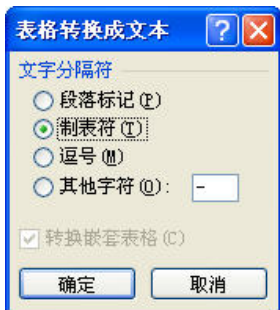 表格转换成文本
文字分隔符
段落标记(P)
制表符(T)
逗号(M)
其他字符(O)： -
转换嵌套表格(C)
确定 取消